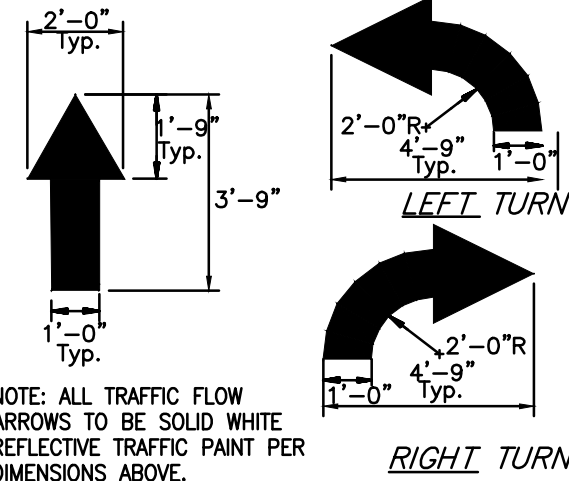 2'-0"
Typ.
1'-9"
Typ.
3'-9"
1'-0"
Typ.
2'-0"R
4'-9"
Typ.
1'-0"
LEFT TURN
2'-0"R
4'-9"
Typ.
1'-0"
RIGHT TURN
NOTE: ALL TRAFFIC FLOW
ARROWS TO BE SOLID WHITE
REFLECTIVE TRAFFIC PAINT PER
DIMENSIONS ABOVE.